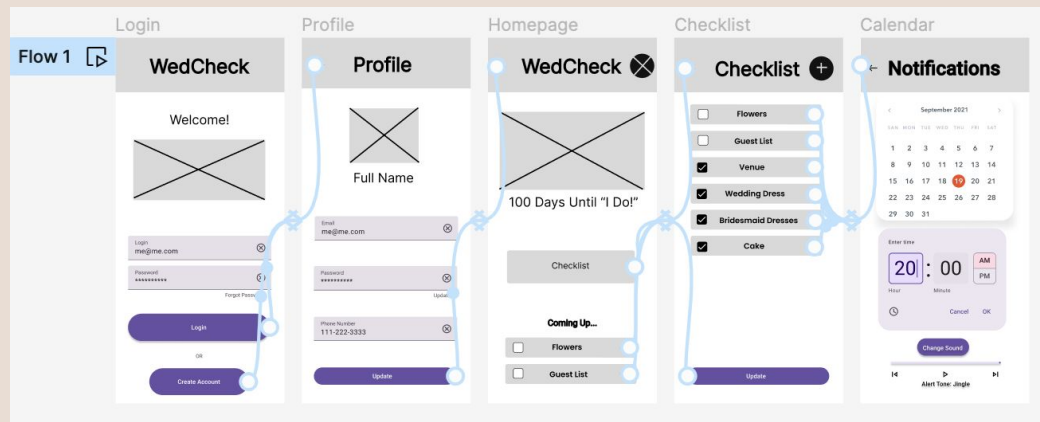 Login
Profile
Homepage
Checklist
Calendar
Flow 1
WedCheck
Welcome!
Login
me@me.com
Password
**********
Forgot Password
Login
OR
Create Account
Profile
Full Name
Email
me@me.com
Password
**********
Update
Phone Number
111-222-3333
Update
WedCheck
100 Days Until “I Do!”
Checklist
Coming Up...
Flowers
Guest List
Checklist
Flowers
Guest List
Venue
Wedding Dress
Bridesmaid Dresses
Cake
Update
← Notifications
September 2021
SAN MON TUE WED THU FRI SAT
1 2 3 4 5 6 7
8 9 10 11 12 13 14
15 16 17 18 19 20 21
22 23 24 25 26 27 28
29 30 31
Enter time
20 : 00 AM
PM
Hour Minute
Cancel OK
Change Sound
Alert Tone: Jingle